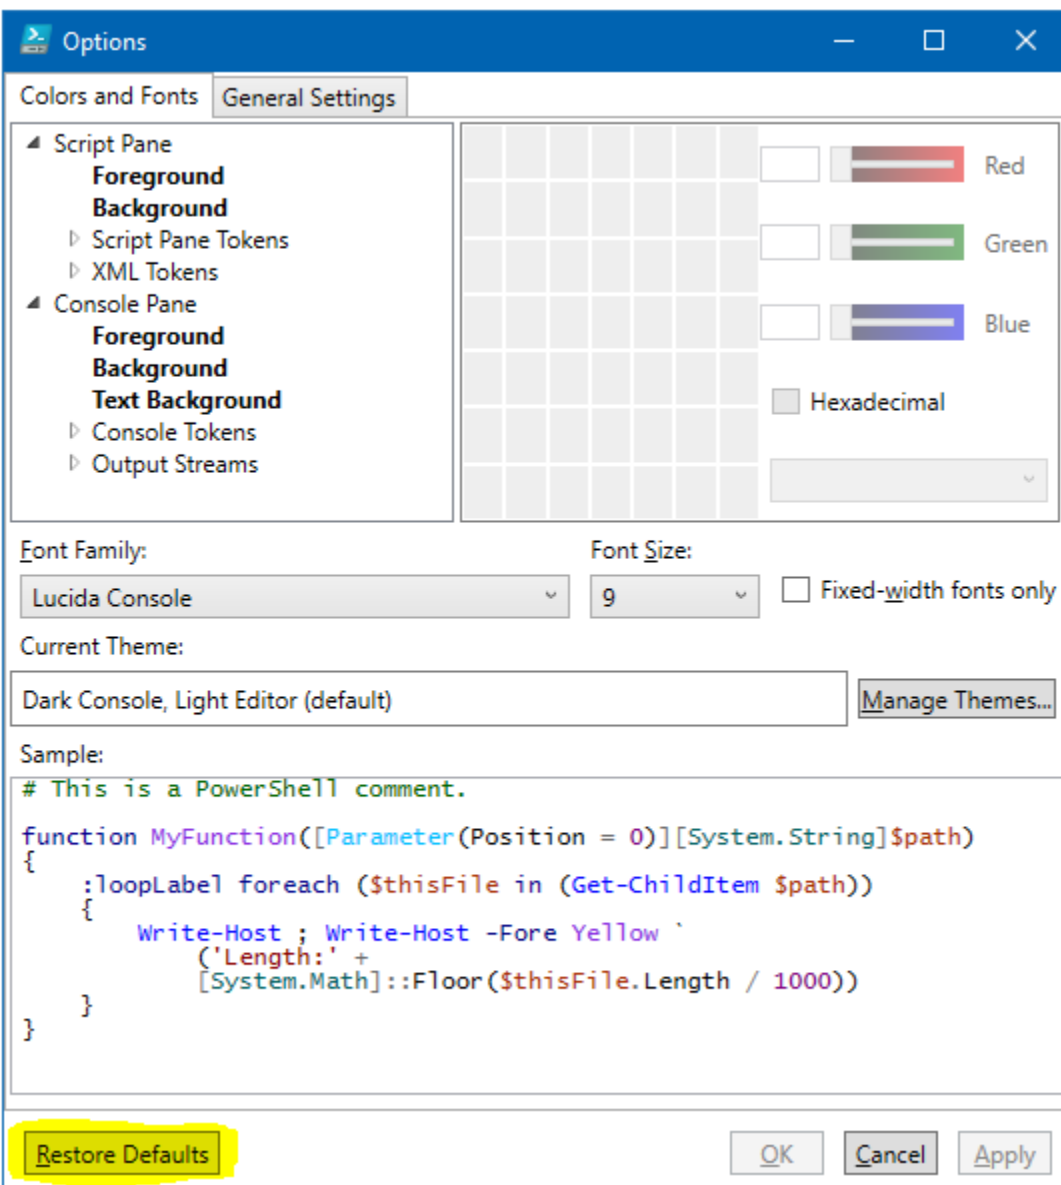 Options
Colors and Fonts General Settings
Script Pane
Foreground
Background
Script Pane Tokens
XML Tokens
Console Pane
Foreground
Background
Text Background
Console Tokens
Output Streams
Red
Green
Blue
Hexadecimal
Font Family:
Lucida Console
Font Size:
9
Fixed-width fonts only
Current Theme:
Dark Console, Light Editor (default)
Manage Themes...
Sample:
# This is a PowerShell comment.
function MyFunction([Parameter(Position = 0)][System.String]$path)
{
    :loopLabel foreach ($thisFile in (Get-ChildItem $path))
    {
        Write-Host ; Write-Host -Fore Yellow `
            ('Length:' +
            [System.Math]::Floor($thisFile.Length / 1000))
    }
}
Restore Defaults OK Cancel Apply